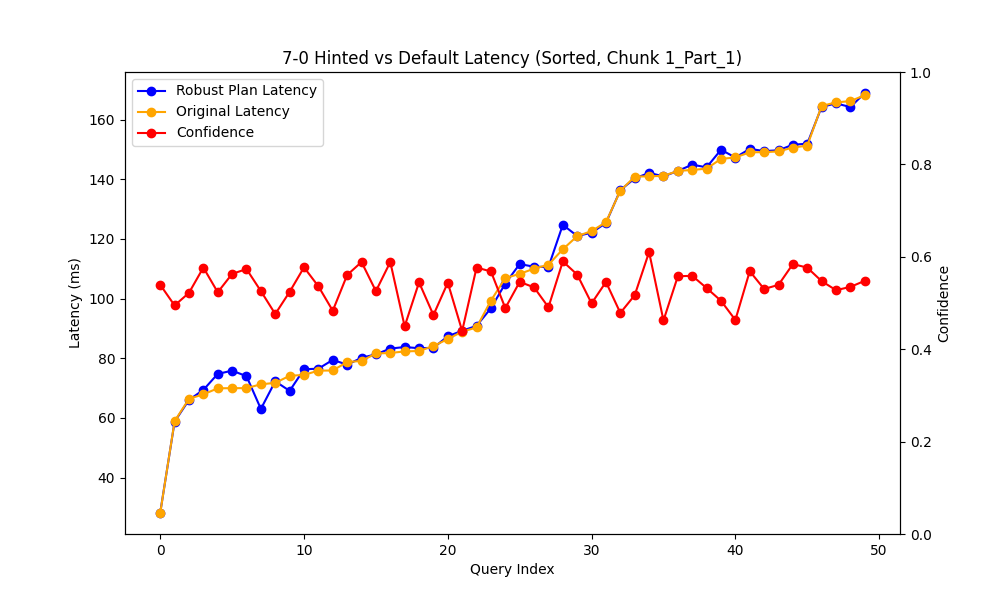 7-0 Hinted vs Default Latency (Sorted, Chunk 1_Part_1)
Robust Plan Latency
Original Latency
Confidence
Latency (ms)
160
140
120
100
80
60
40
1.0
0.8
0.6
0.4
0.2
0.0
Confidence
0 10 20 30 40 50
Query Index